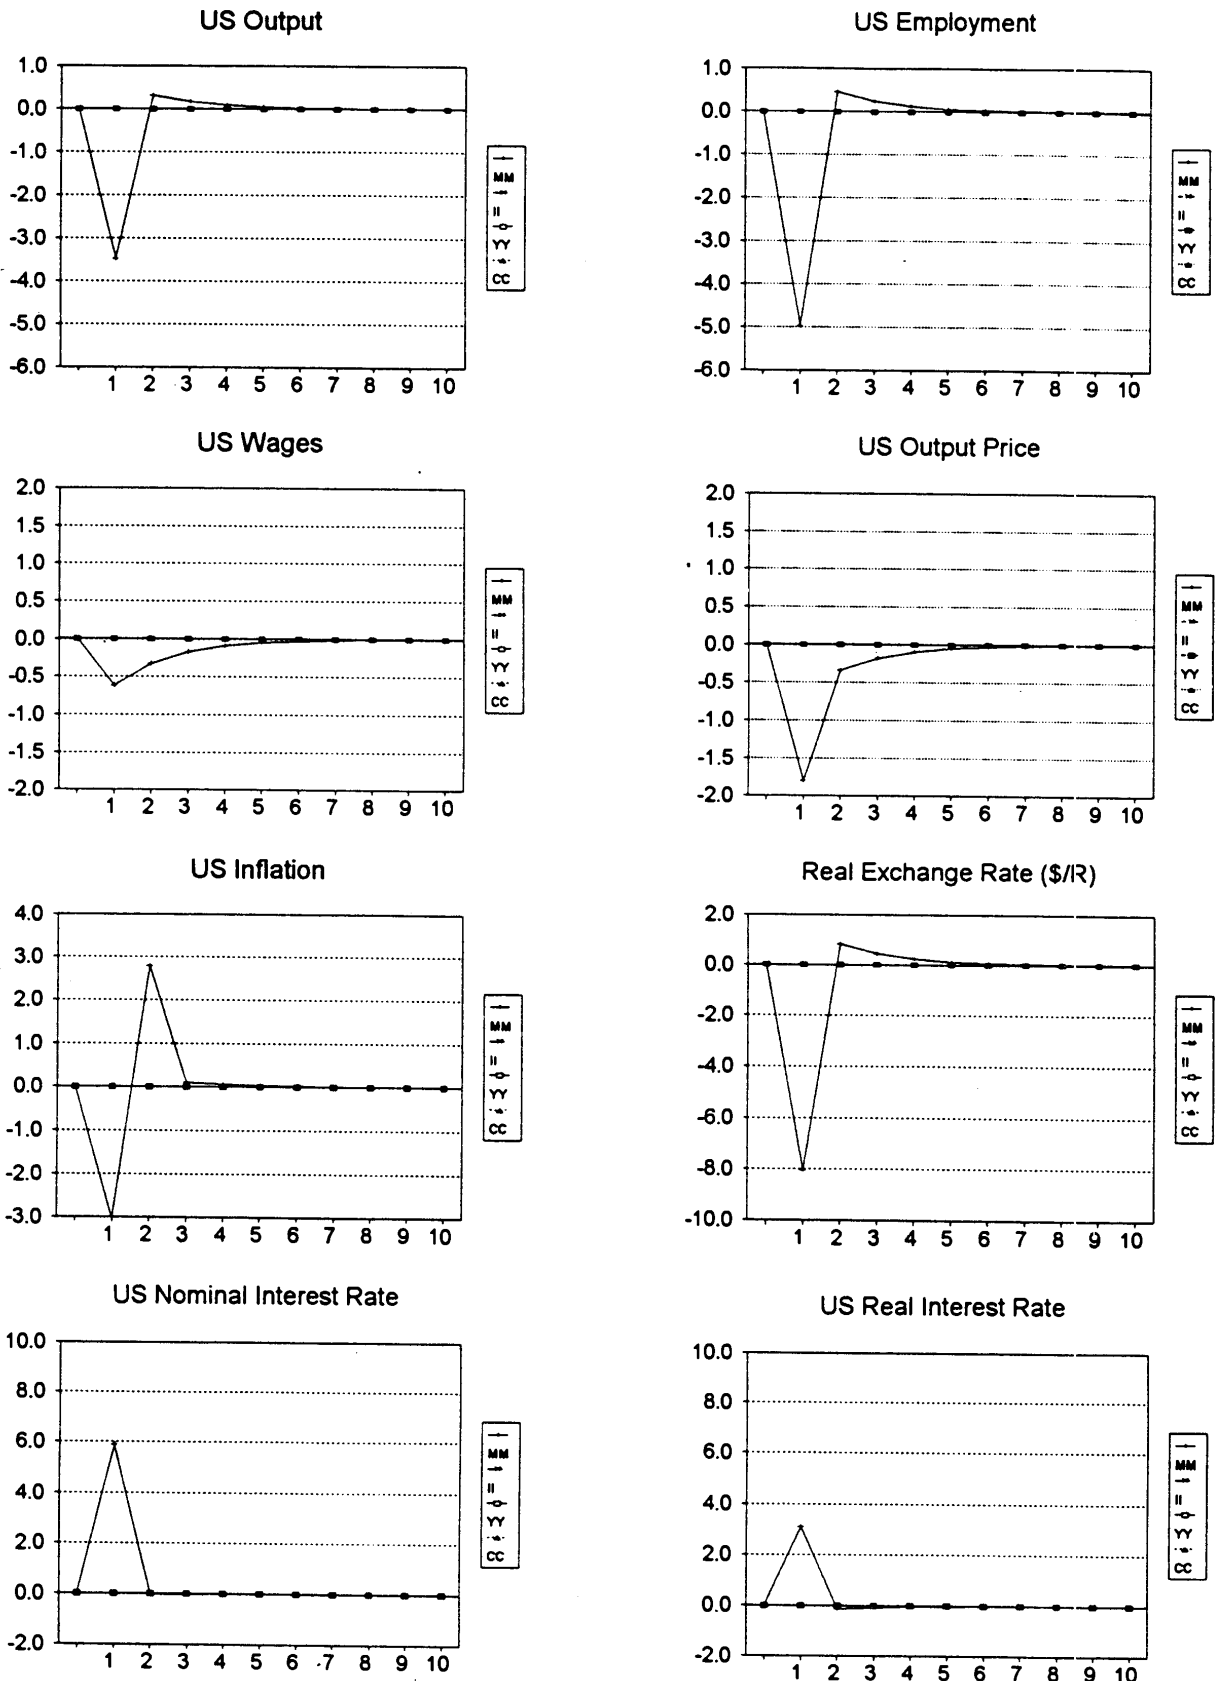 US Output
1.0
0.0
-1.0
-2.0
-3.0
-4.0
-5.0
-6.0
1 2 3 4 5 6 7 8 9 10
MM
II
YY
CC
US Employment
1.0
0.0
-1.0
-2.0
-3.0
-4.0
-5.0
-6.0
1 2 3 4 5 6 7 8 9 10
MM
II
YY
CC
US Wages
2.0
1.5
1.0
0.5
0.0
-0.5
-1.0
-1.5
-2.0
1 2 3 4 5 6 7 8 9 10
MM
II
YY
CC
US Output Price
2.0
1.5
1.0
0.5
0.0
-0.5
-1.0
-1.5
-2.0
1 2 3 4 5 6 7 8 9 10
MM
II
YY
CC
US Inflation
4.0
3.0
2.0
1.0
0.0
-1.0
-2.0
-3.0
1 2 3 4 5 6 7 8 9 10
MM
II
YY
CC
Real Exchange Rate ($/R)
2.0
0.0
-2.0
-4.0
-6.0
-8.0
-10.0
1 2 3 4 5 6 7 8 9 10
MM
II
YY
CC
US Nominal Interest Rate
10.0
8.0
6.0
4.0
2.0
0.0
-2.0
1 2 3 4 5 6 7 8 9 10
MM
II
YY
CC
US Real Interest Rate
10.0
8.0
6.0
4.0
2.0
0.0
-2.0
1 2 3 4 5 6 7 8 9 10
MM
II
YY
CC